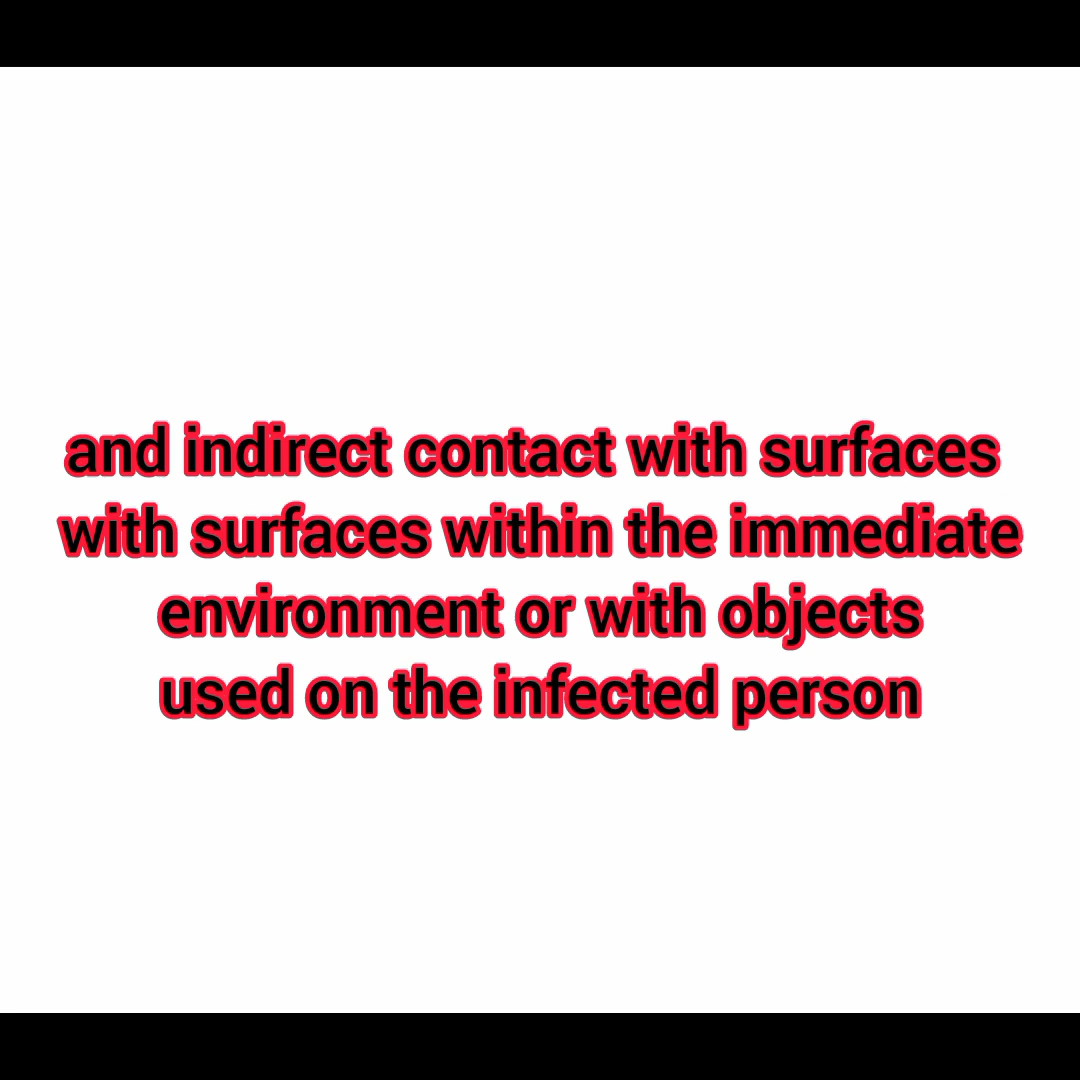 and indirect contact with surfaces
with surfaces within the immediate
environment or with objects
used on the infected person